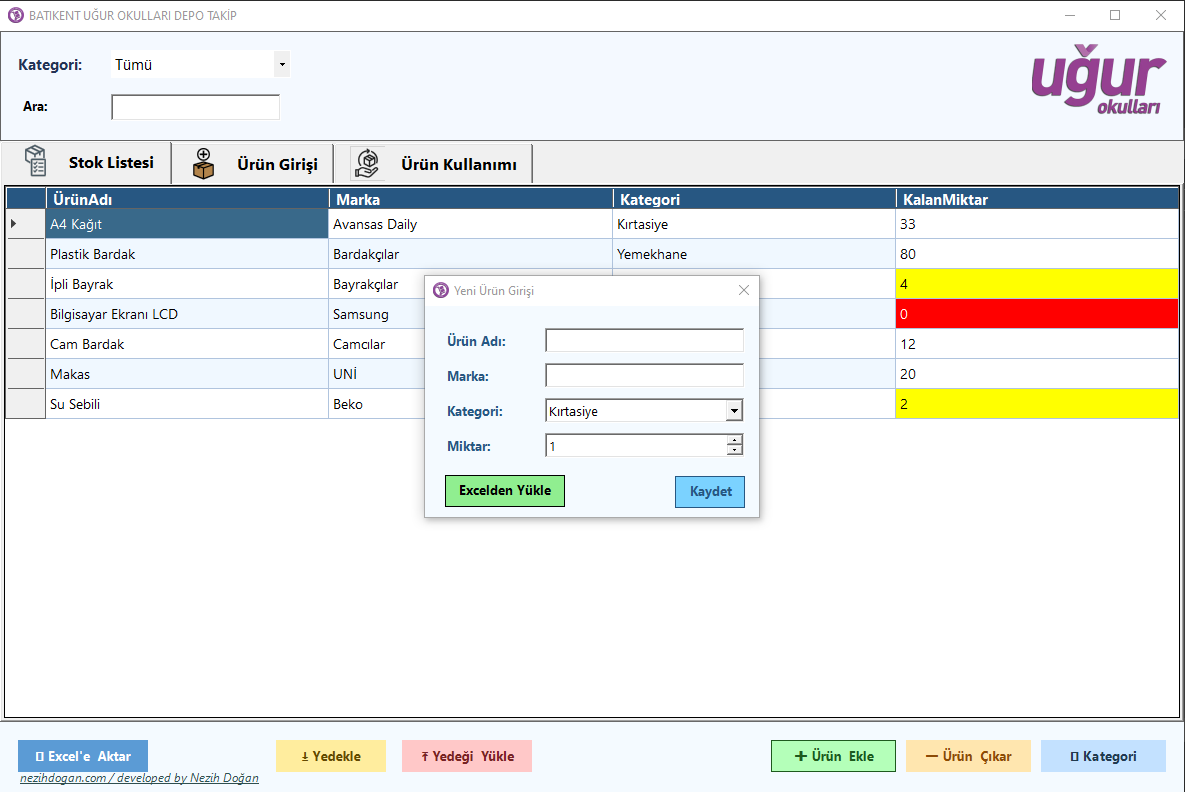 BATIKENT UĞUR OKULLARI DEPO TAKİP
Kategori: Tümü
Ara:
uğur
okulları
Stok Listesi Ürün Girişi Ürün Kullanımı
ÜrünAdı Marka Kategori KalanMiktar
A4 Kağıt Avansas Daily Kırtasiye 33
Plastik Bardak Bardakçılar Yemekhane 80
İpli Bayrak Bayrakçılar 4
Bilgisayar Ekranı LCD Samsung 0
Cam Bardak Camcılar 12
Makas UNİ 20
Su Sebili Beko 2
Yeni Ürün Girişi
Ürün Adı:
Marka:
Kategori: Kırtasiye
Miktar: 1
Excelden Yükle Kaydet
Excel'e Aktar Yedekle Yedeği Yükle Ürün Ekle Ürün Çıkar Kategori
nezihdogan.com / developed by Nezih Doğan